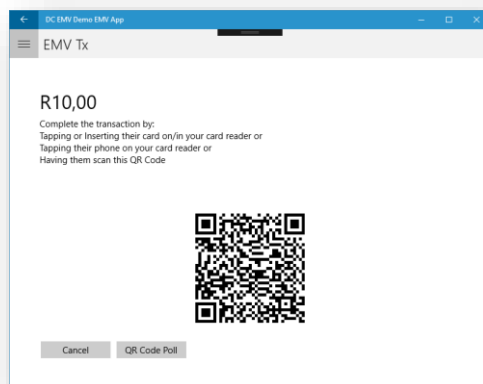 DC EMV Demo EMV App
EMV Tx
R10,00
Complete the transaction by:
Tapping or Inserting their card on/in your card reader or
Tapping their phone on your card reader or
Having them scan this QR Code
Cancel
QR Code Poll